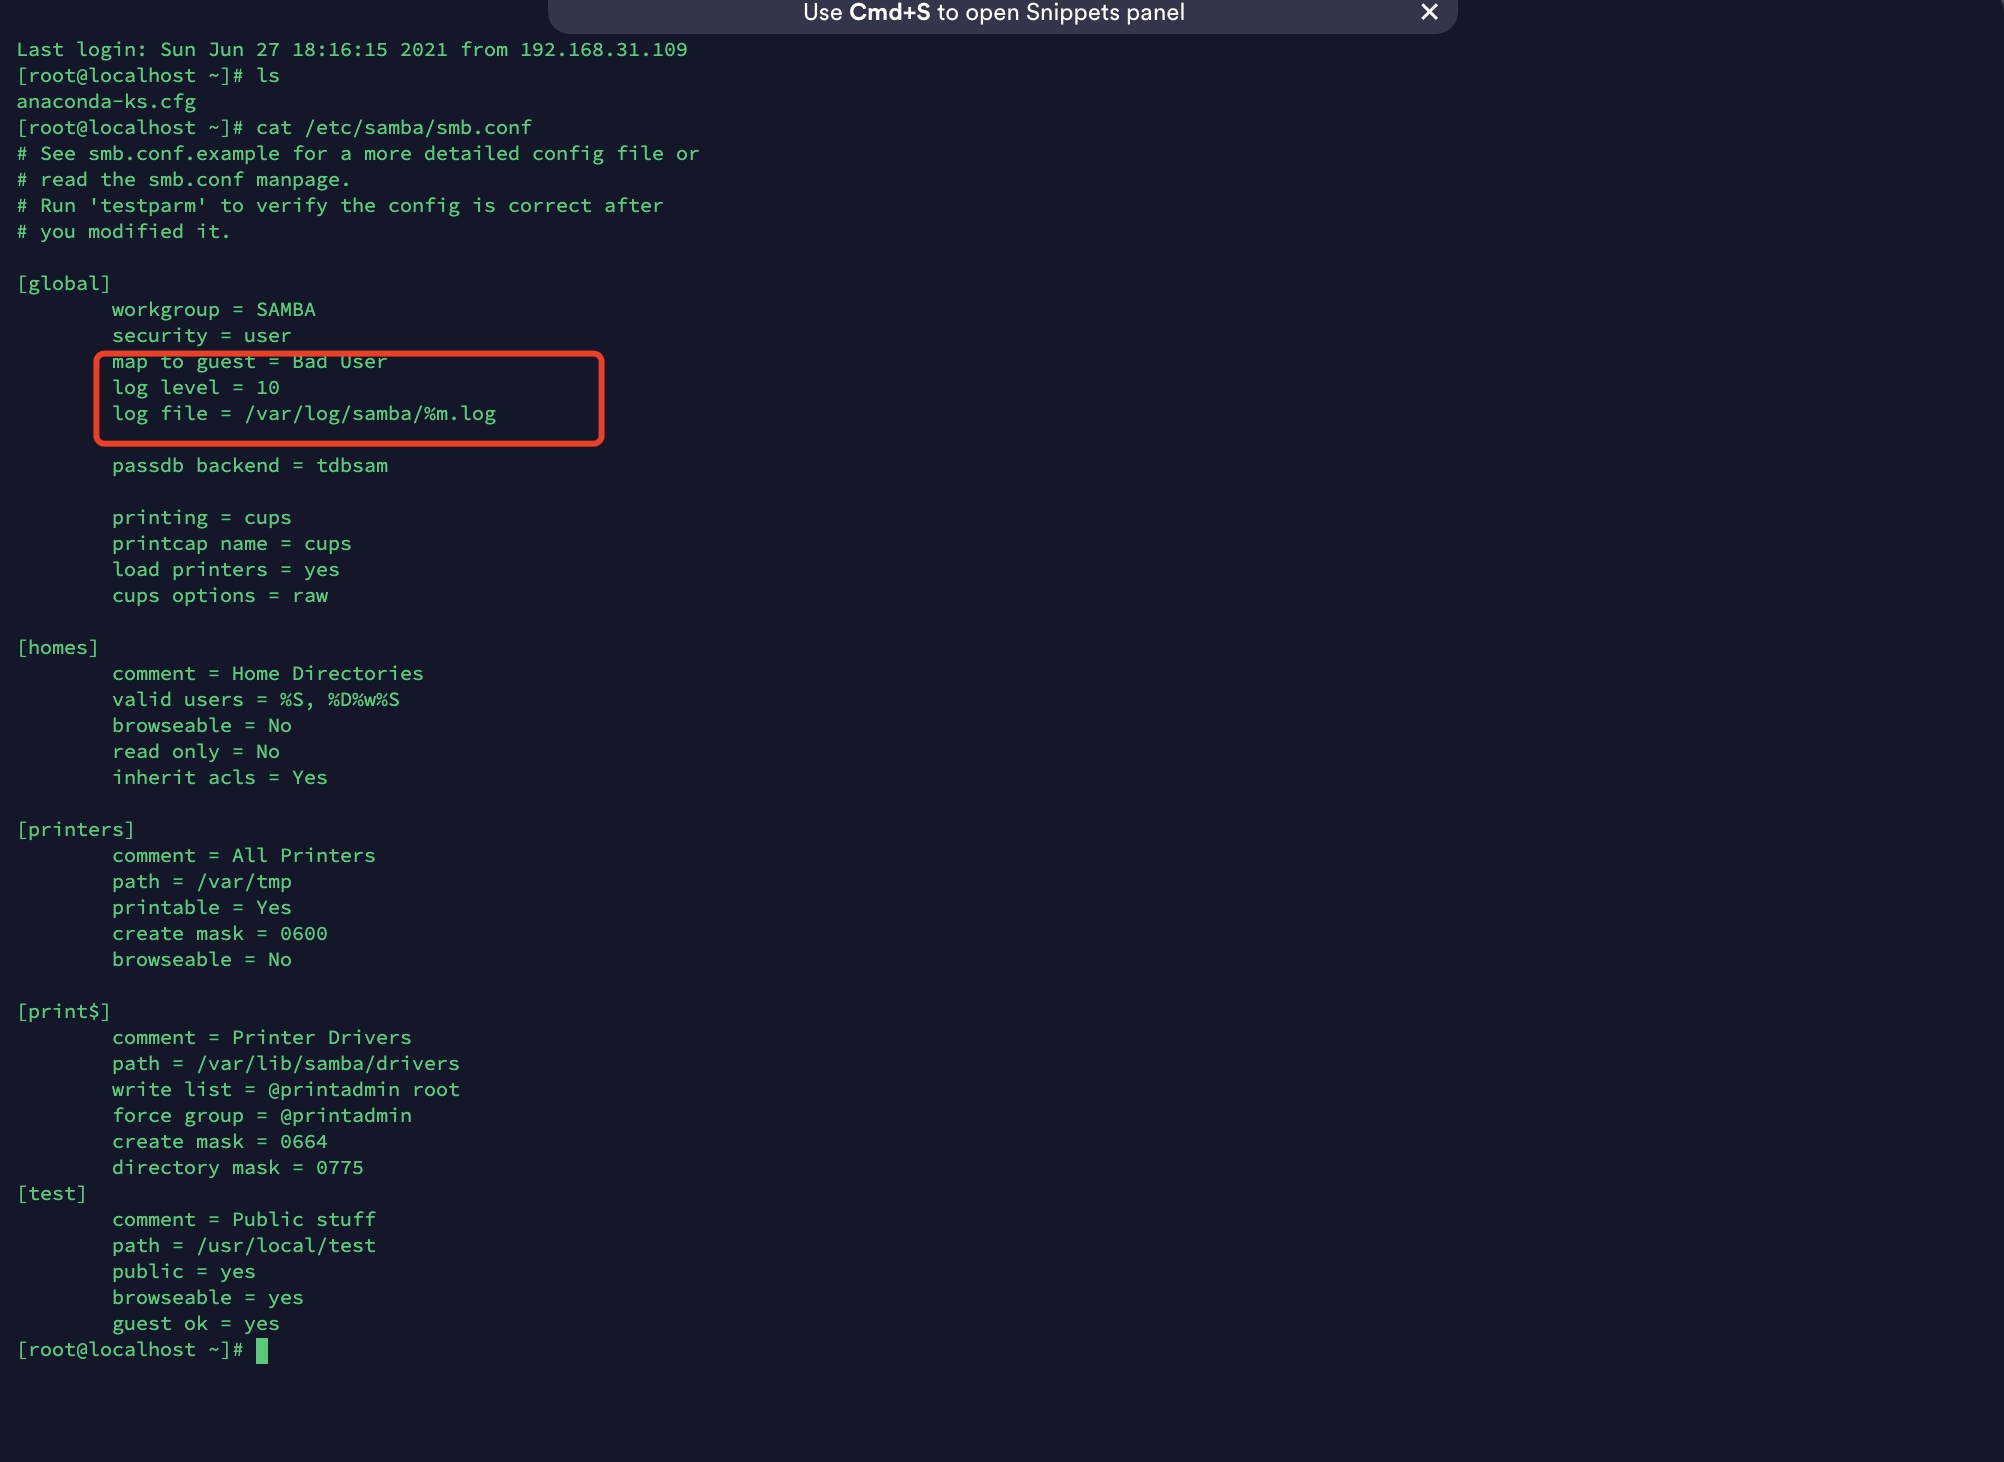 Use Cmd+S to open Snippets panel
Last login: Sun Jun 27 18:16:15 2021 from 192.168.31.109
[root@localhost ~]# ls
anaconda-ks.cfg
[root@localhost ~]# cat /etc/samba/smb.conf
# See smb.conf.example for a more detailed config file or
# read the smb.conf manpage.
# Run 'testparm' to verify the config is correct after
# you modified it.
[global]
workgroup = SAMBA
security = user
map to guest = Bad User
log level = 10
log file = /var/log/samba/%m.log
passdb backend = tdbsam
printing = cups
printcap name = cups
load printers = yes
cups options = raw
[homes]
comment = Home Directories
valid users = %S, %D%w%S
browseable = No
read only = No
inherit acls = Yes
[printers]
comment = All Printers
path = /var/tmp
printable = Yes
create mask = 0600
browseable = No
[print$]
comment = Printer Drivers
path = /var/lib/samba/drivers
write list = @printadmin root
force group = @printadmin
create mask = 0664
directory mask = 0775
[test]
comment = Public stuff
path = /usr/local/test
public = yes
browseable = yes
guest ok = yes
[root@localhost ~]#